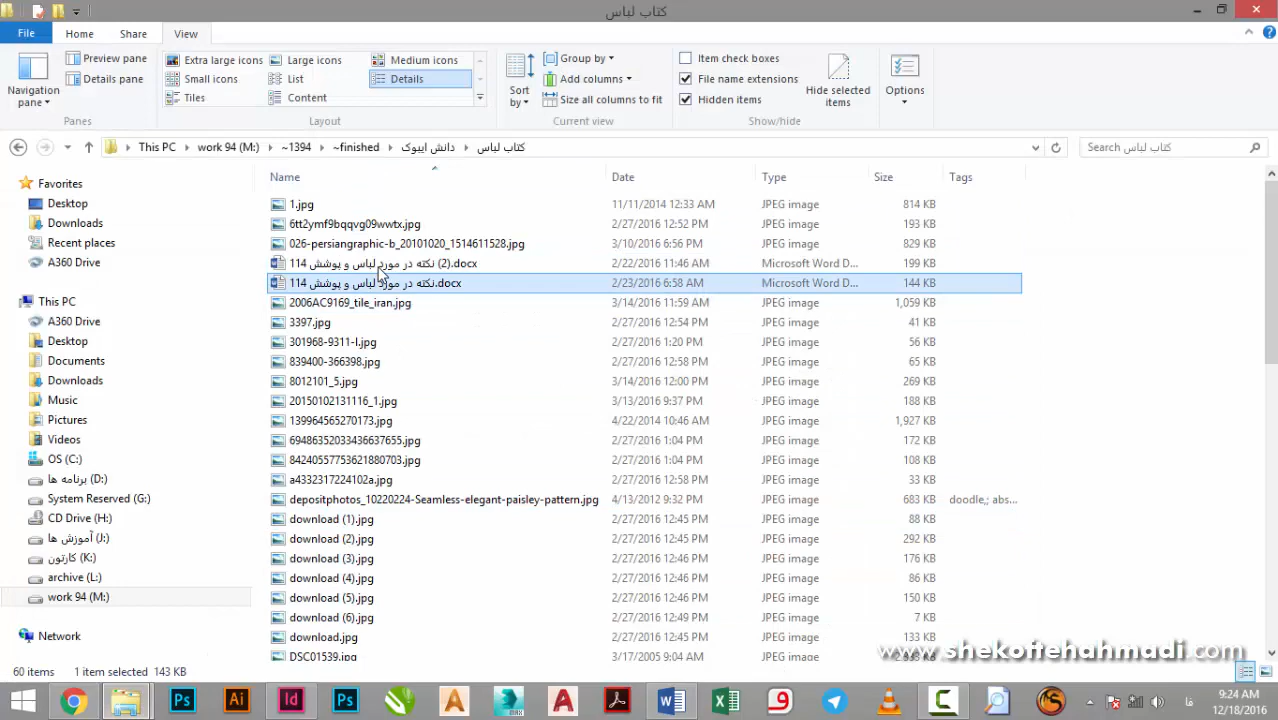 کتاب لباس
File Home Share View
Extra large icons Large icons Medium icons
Small icons List Details
Tiles Content
Navigation pane
Preview pane
Details pane
Panes
Layout
Sort by
Group by
Add columns
Size all columns to fit
Current view
Item check boxes
File name extensions
Hidden items
Hide selected items
Show/hide
Options
This PC work 94 (M:) ~1394 ~finished دانش ایبوک کتاب لباس
Search کتاب لباس
Favorites
Desktop
Downloads
Recent places
A360 Drive
This PC
A360 Drive
Desktop
Documents
Downloads
Music
Pictures
Videos
OS (C:)
برنامه ها (D:)
System Reserved (G:)
CD Drive (H:)
آموزش ها (J:)
کارتون (K:)
archive (L:)
work 94 (M:)
Network
Name Date Type Size Tags
1.jpg 11/11/2014 12:33 AM JPEG image 814 KB
6tt2ymf9bqqvg09wwtx.jpg 2/27/2016 12:52 PM JPEG image 193 KB
026-persiangraphic-b_20101020_1514611528.jpg 3/10/2016 6:56 PM JPEG image 829 KB
114 نکته در مورد لباس و پوشش (2).docx 2/22/2016 11:46 AM Microsoft Word D... 199 KB
114 نکته در مورد لباس و پوشش.docx 2/23/2016 6:58 AM Microsoft Word D... 144 KB
2006AC9169_tile_iran.jpg 3/14/2016 11:59 AM JPEG image 1,059 KB
3397.jpg 2/27/2016 12:54 PM JPEG image 41 KB
301968-9311-l.jpg 2/27/2016 1:20 PM JPEG image 56 KB
839400-366398.jpg 2/27/2016 12:58 PM JPEG image 65 KB
8012101_5.jpg 3/14/2016 12:00 PM JPEG image 269 KB
20150102131116_1.jpg 3/13/2016 9:37 PM JPEG image 188 KB
139964565270173.jpg 4/22/2014 10:46 AM JPEG image 1,927 KB
69486352033436637655.jpg 2/27/2016 1:04 PM JPEG image 172 KB
84240557753621880703.jpg 2/27/2016 1:04 PM JPEG image 108 KB
a4332317224102a.jpg 2/27/2016 12:58 PM JPEG image 33 KB
depositphotos_10220224-Seamless-elegant-paisley-pattern.jpg 4/13/2012 9:32 PM JPEG image 683 KB doodle,; abs...
download (1).jpg 2/27/2016 12:45 PM JPEG image 88 KB
download (2).jpg 2/27/2016 12:45 PM JPEG image 292 KB
download (3).jpg 2/27/2016 12:46 PM JPEG image 176 KB
download (4).jpg 2/27/2016 12:46 PM JPEG image 86 KB
download (5).jpg 2/27/2016 12:46 PM JPEG image 150 KB
download (6).jpg 2/27/2016 12:49 PM JPEG image 7 KB
download.jpg 2/27/2016 12:45 PM JPEG image 133 KB
DSC01539.jpg 3/17/2005 9:04 AM JPEG image KB
www.shekoftehahmadi.com
60 items 1 item selected 143 KB
Ps Ai Id Ps A A W X فا
9:24 AM
12/18/2016